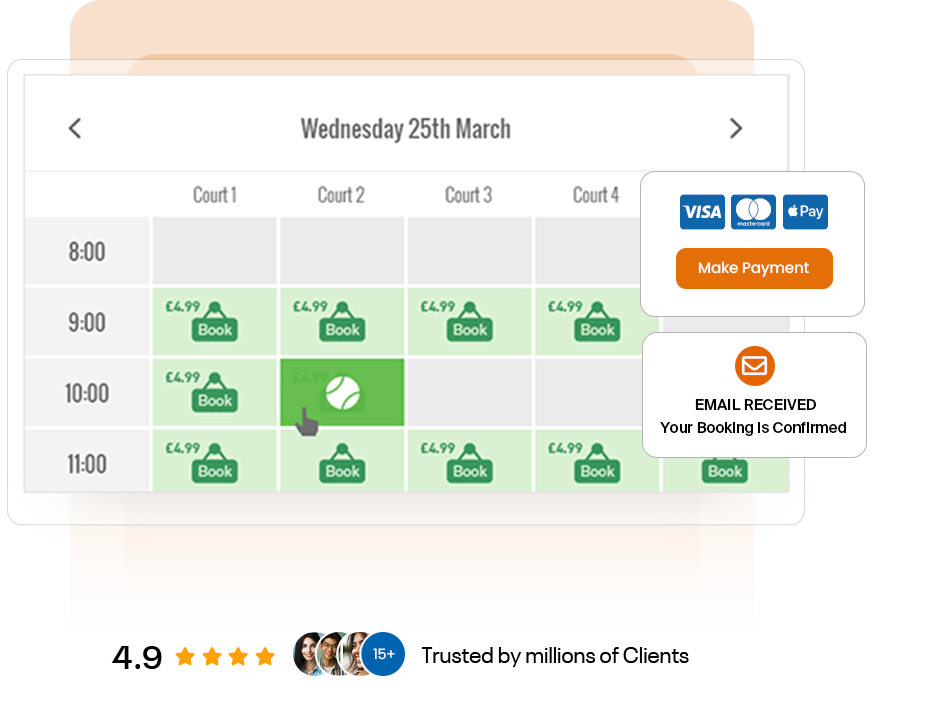 Wednesday 25th March
Court 1 Court 2 Court 3 Court 4
VISA mastercard Pay
8:00
Make Payment
9:00 £4.99 Book £4.99 Book £4.99 Book £4.99 Book
EMAIL RECEIVED
10:00 £4.99 Book £4.99
Your Booking Is Confirmed
11:00 £4.99 Book Book £4.99 Book £4.99 Book Book
4.9 15+ Trusted by millions of Clients